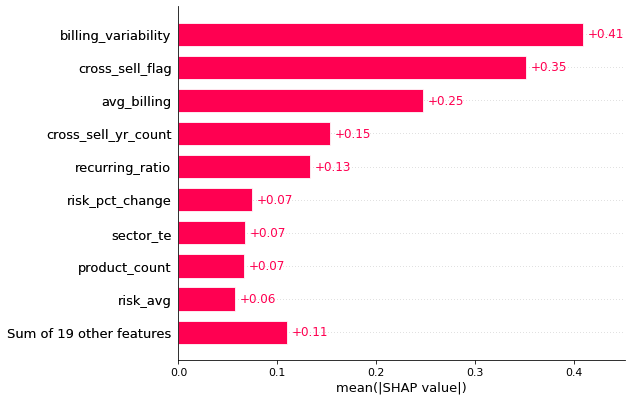 billing_variability +0.41
cross_sell_flag +0.35
avg_billing +0.25
cross_sell_yr_count +0.15
recurring_ratio +0.13
risk_pct_change +0.07
sector_te +0.07
product_count +0.07
risk_avg +0.06
Sum of 19 other features +0.11
0.0 0.1 0.2 0.3 0.4
mean(|SHAP value|)